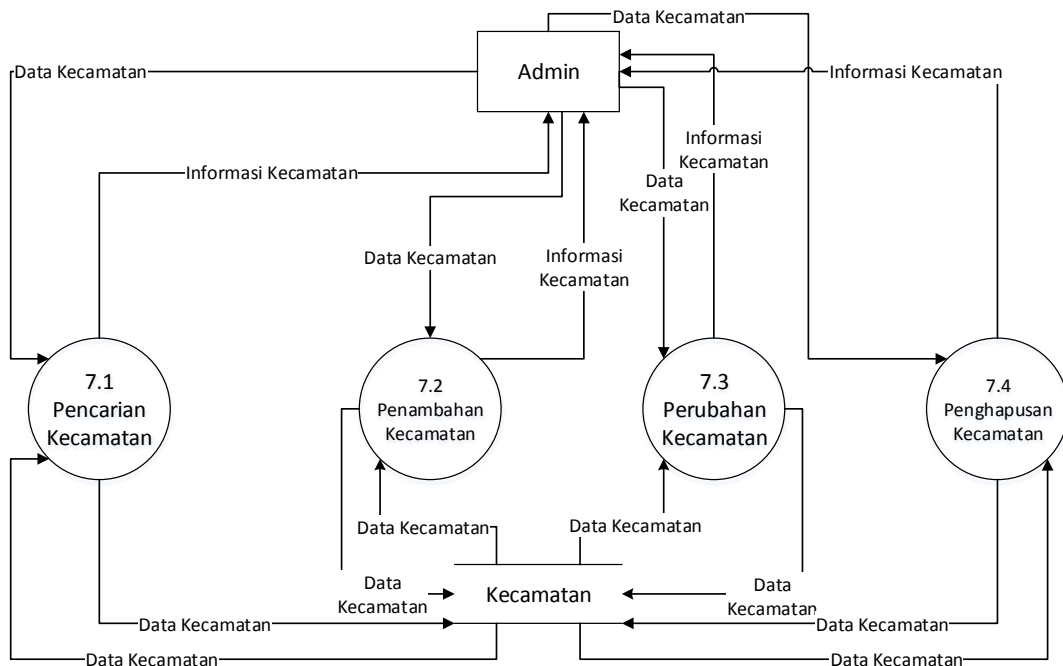 Data Kecamatan
Admin
Data Kecamatan
Informasi Kecamatan
Informasi
Kecamatan
Informasi Kecamatan
Data
Kecamatan
Data Kecamatan
Informasi
Kecamatan
7.1
Pencarian
Kecamatan
7.2
Penambahan
Kecamatan
7.3
Perubahan
Kecamatan
7.4
Penghapusan
Kecamatan
Data Kecamatan
Data Kecamatan
Data
Kecamatan
Kecamatan
Data
Kecamatan
Data Kecamatan
Data Kecamatan
Data Kecamatan
Data Kecamatan